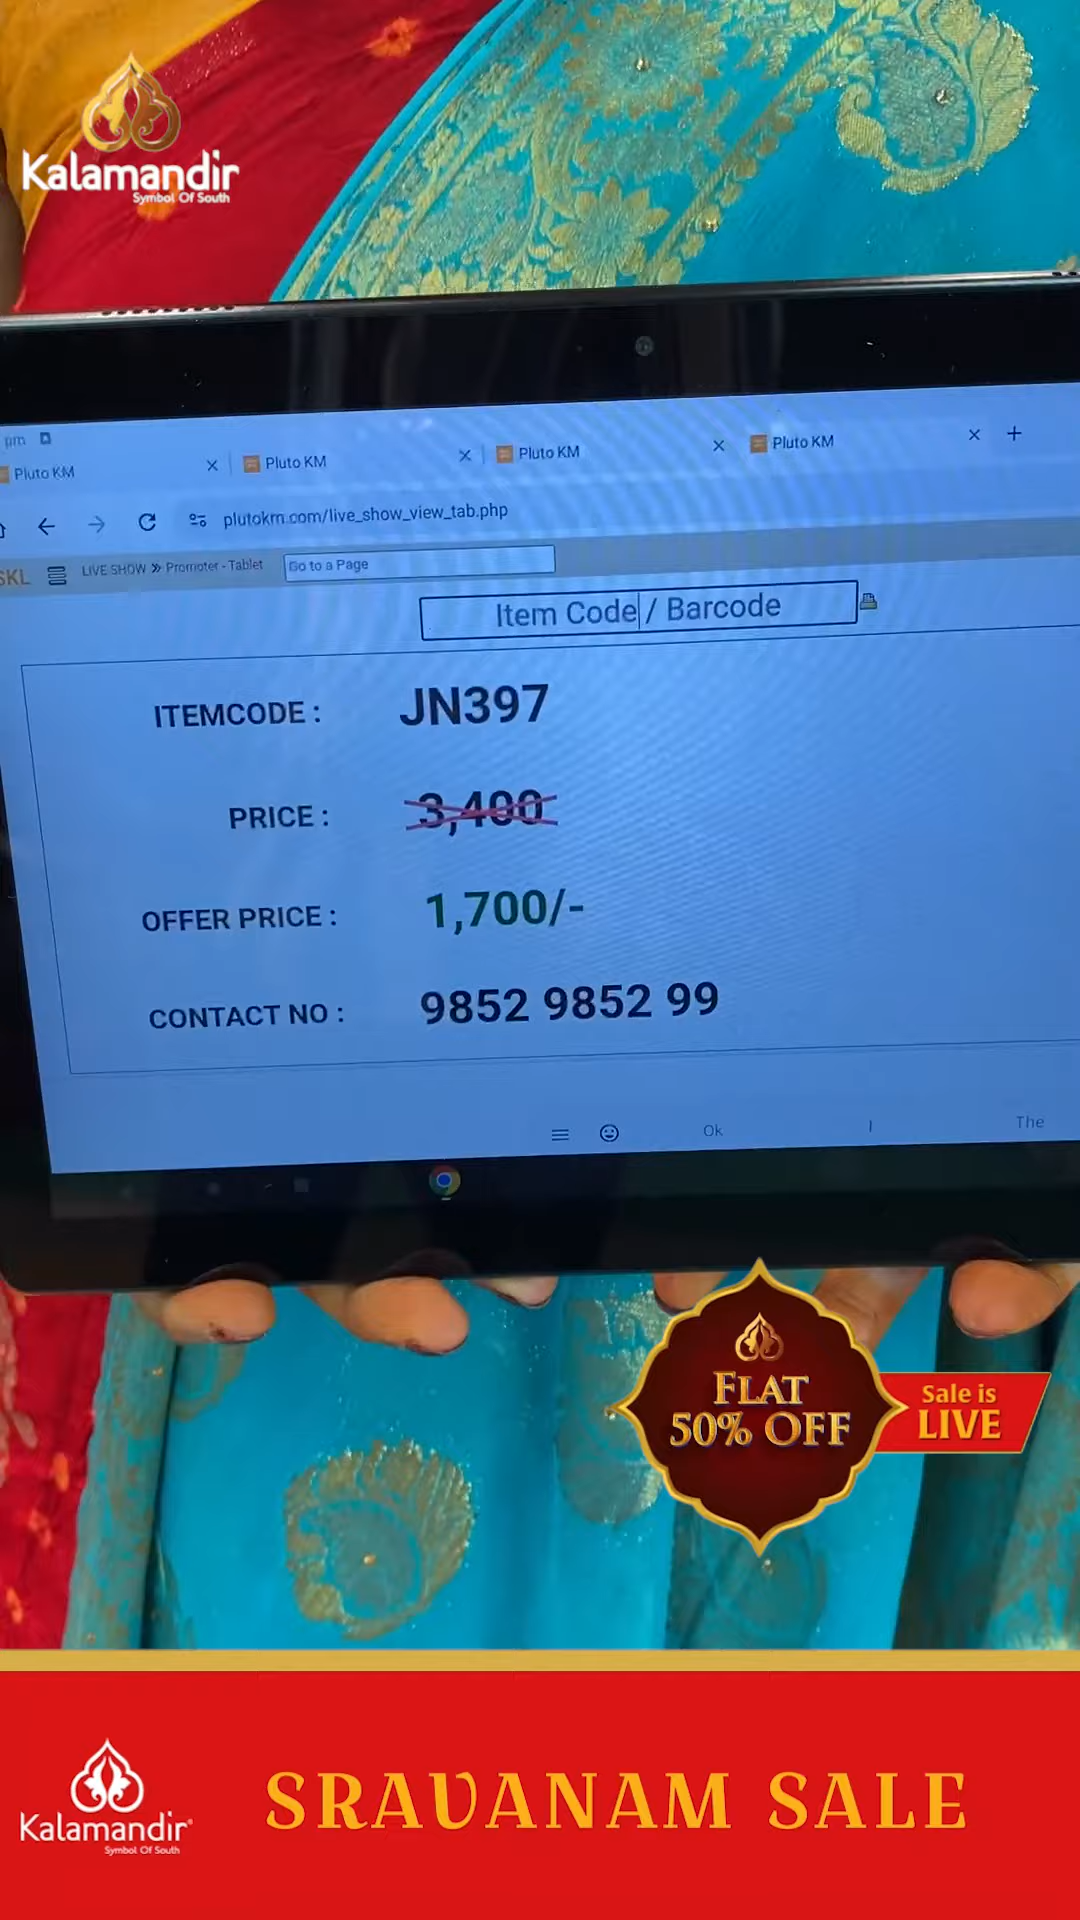 Kalamandir
Symbol Of South
pm
Pluto KM
Pluto KM
Pluto KM
Pluto KM
plutokm.com/live_show_view_tab.php
SKL
LIVE SHOW » Promoter - Tablet
Go to a Page
Item Code / Barcode
ITEMCODE : JN397
PRICE : 3,400
OFFER PRICE : 1,700/-
CONTACT NO : 9852 9852 99
Ok
I
The
FLAT
50% OFF
Sale is
LIVE
Kalamandir
Symbol Of South
SRAVANAM SALE